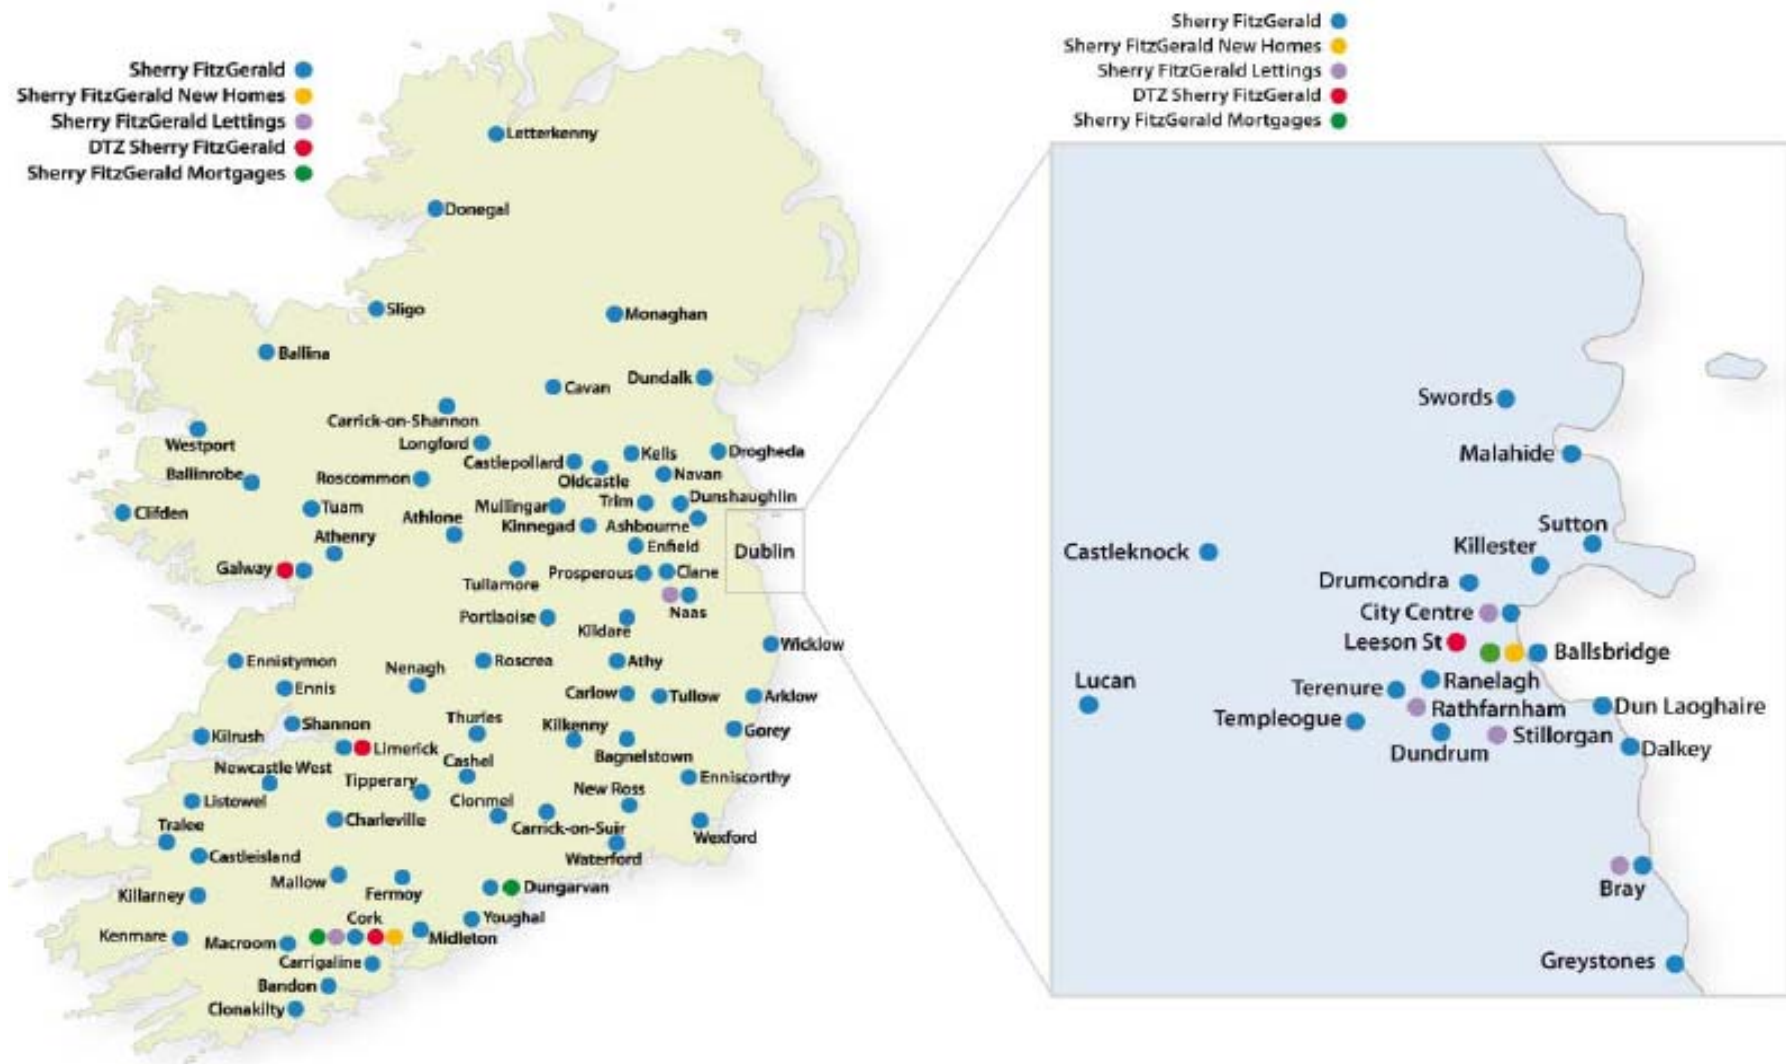 Sherry FitzGerald
Sherry FitzGerald New Homes
Sherry FitzGerald Lettings
DTZ Sherry FitzGerald
Sherry FitzGerald Mortgages
Letterkenny
Donegal
Sligo
Monaghan
Ballina
Cavan
Dundalk
Carrick-on-Shannon
Westport
Longford
Castlepollard
Kells
Drogheda
Ballinrobe
Roscommon
Oldcastle
Navan
Clifden
Tuam
Mullingar
Trim
Dunshaughlin
Athlone
Kinnegad
Ashbourne
Athenry
Enfield
Dublin
Galway
Tullamore
Prosperous
Clane
Naas
Portlaoise
Kildare
Wicklow
Ennistymon
Nenagh
Roscrea
Athy
Ennis
Carlow
Tullow
Arklow
Shannon
Thurles
Kilkenny
Gorey
Kilrush
Limerick
Cashel
Bagnelstown
Newcastle West
Tipperary
Enniscorthy
Listowel
Clonmel
New Ross
Tralee
Charleville
Carrick-on-Suir
Wexford
Castleisland
Waterford
Mallow
Fermoy
Dungarvan
Killarney
Cork
Youghal
Kenmare
Macroom
Midleton
Carrigaline
Bandon
Clonakilty
Sherry FitzGerald
Sherry FitzGerald New Homes
Sherry FitzGerald Lettings
DTZ Sherry FitzGerald
Sherry FitzGerald Mortgages
Swords
Malahide
Sutton
Castleknock
Killester
Drumcondra
City Centre
Leeson St
Ballsbridge
Lucan
Terenure
Ranelagh
Rathfarnham
Dun Laoghaire
Templeogue
Stillorgan
Dundrum
Dalkey
Bray
Greystones